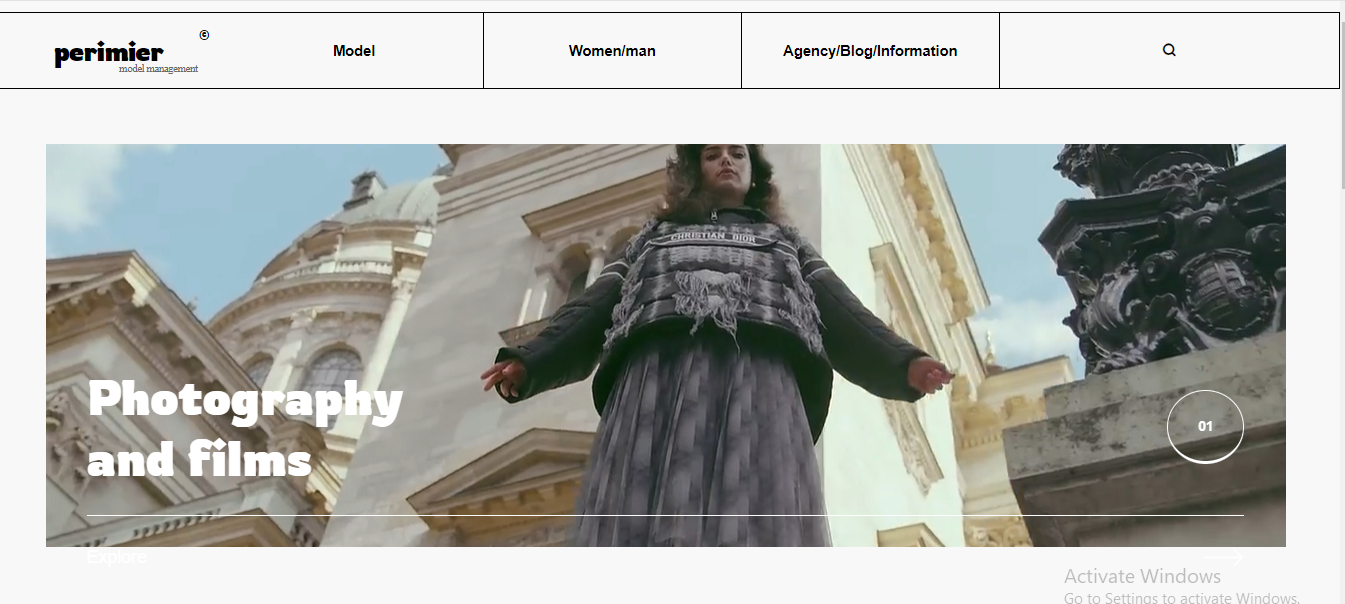 perimier
©
model management
Model
Women/man
Agency/Blog/Information
CHRISTIAN DIOR
Photography
and films
01
Explore
Activate Windows
Go to Settings to activate Windows.